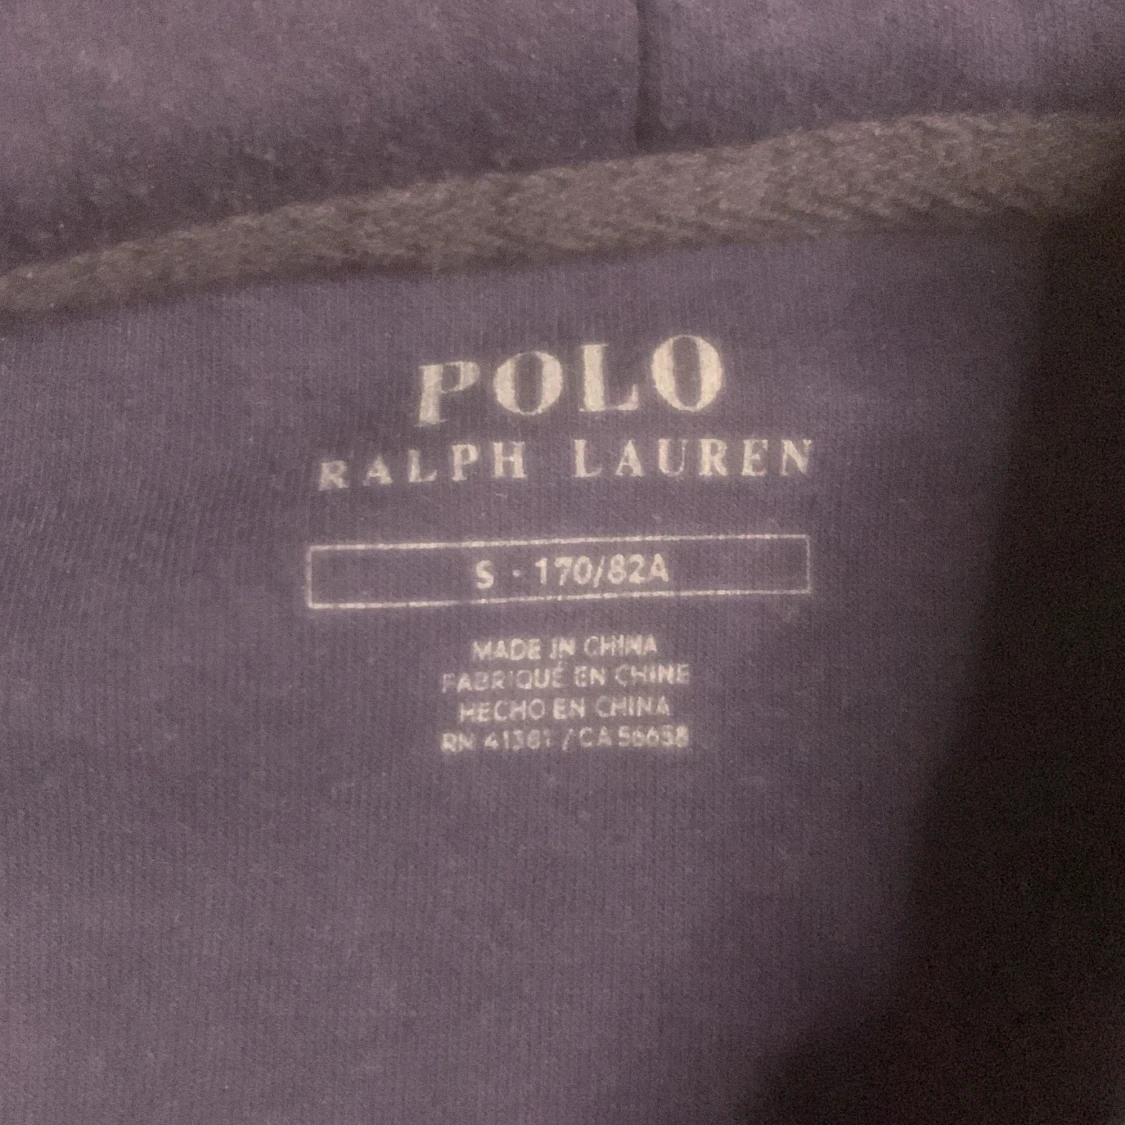 POLO
RALPH LAUREN
S · 170/82A
MADE IN CHINA
FABRIQUÉ EN CHINE
HECHO EN CHINA
RN 41381 / CA 56658